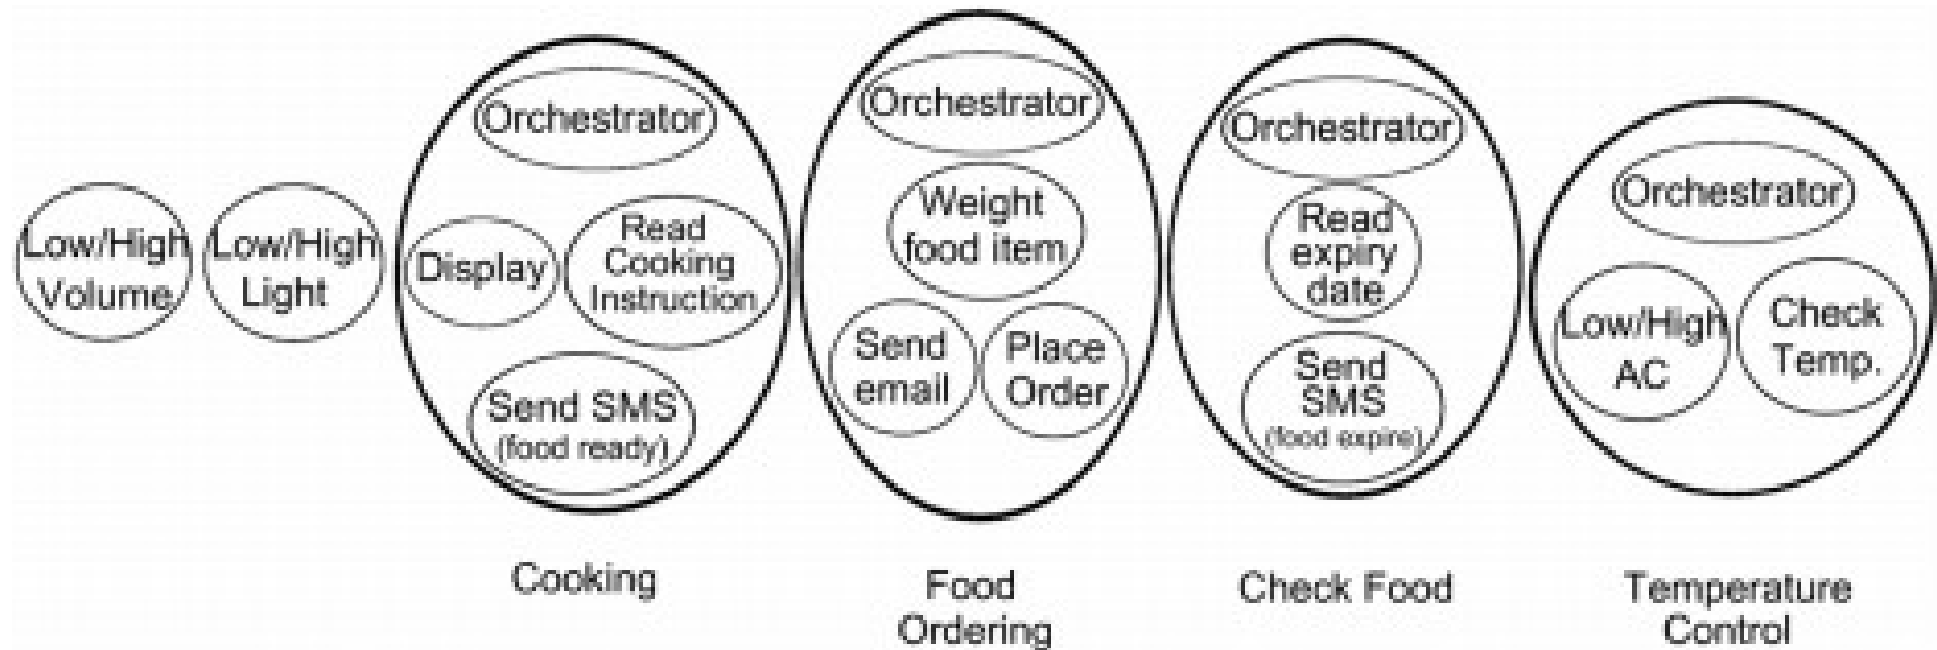 Low/High
Volume
Low/High
Light
Orchestrator
Display
Read
Cooking
Instruction
Send SMS
(food ready)
Cooking
Orchestrator
Weight
food item
Send
email
Place
Order
Food
Ordering
Orchestrator
Read
expiry
date
Send
SMS
(food expire)
Check Food
Orchestrator
Low/High
AC
Check
Temp.
Temperature
Control